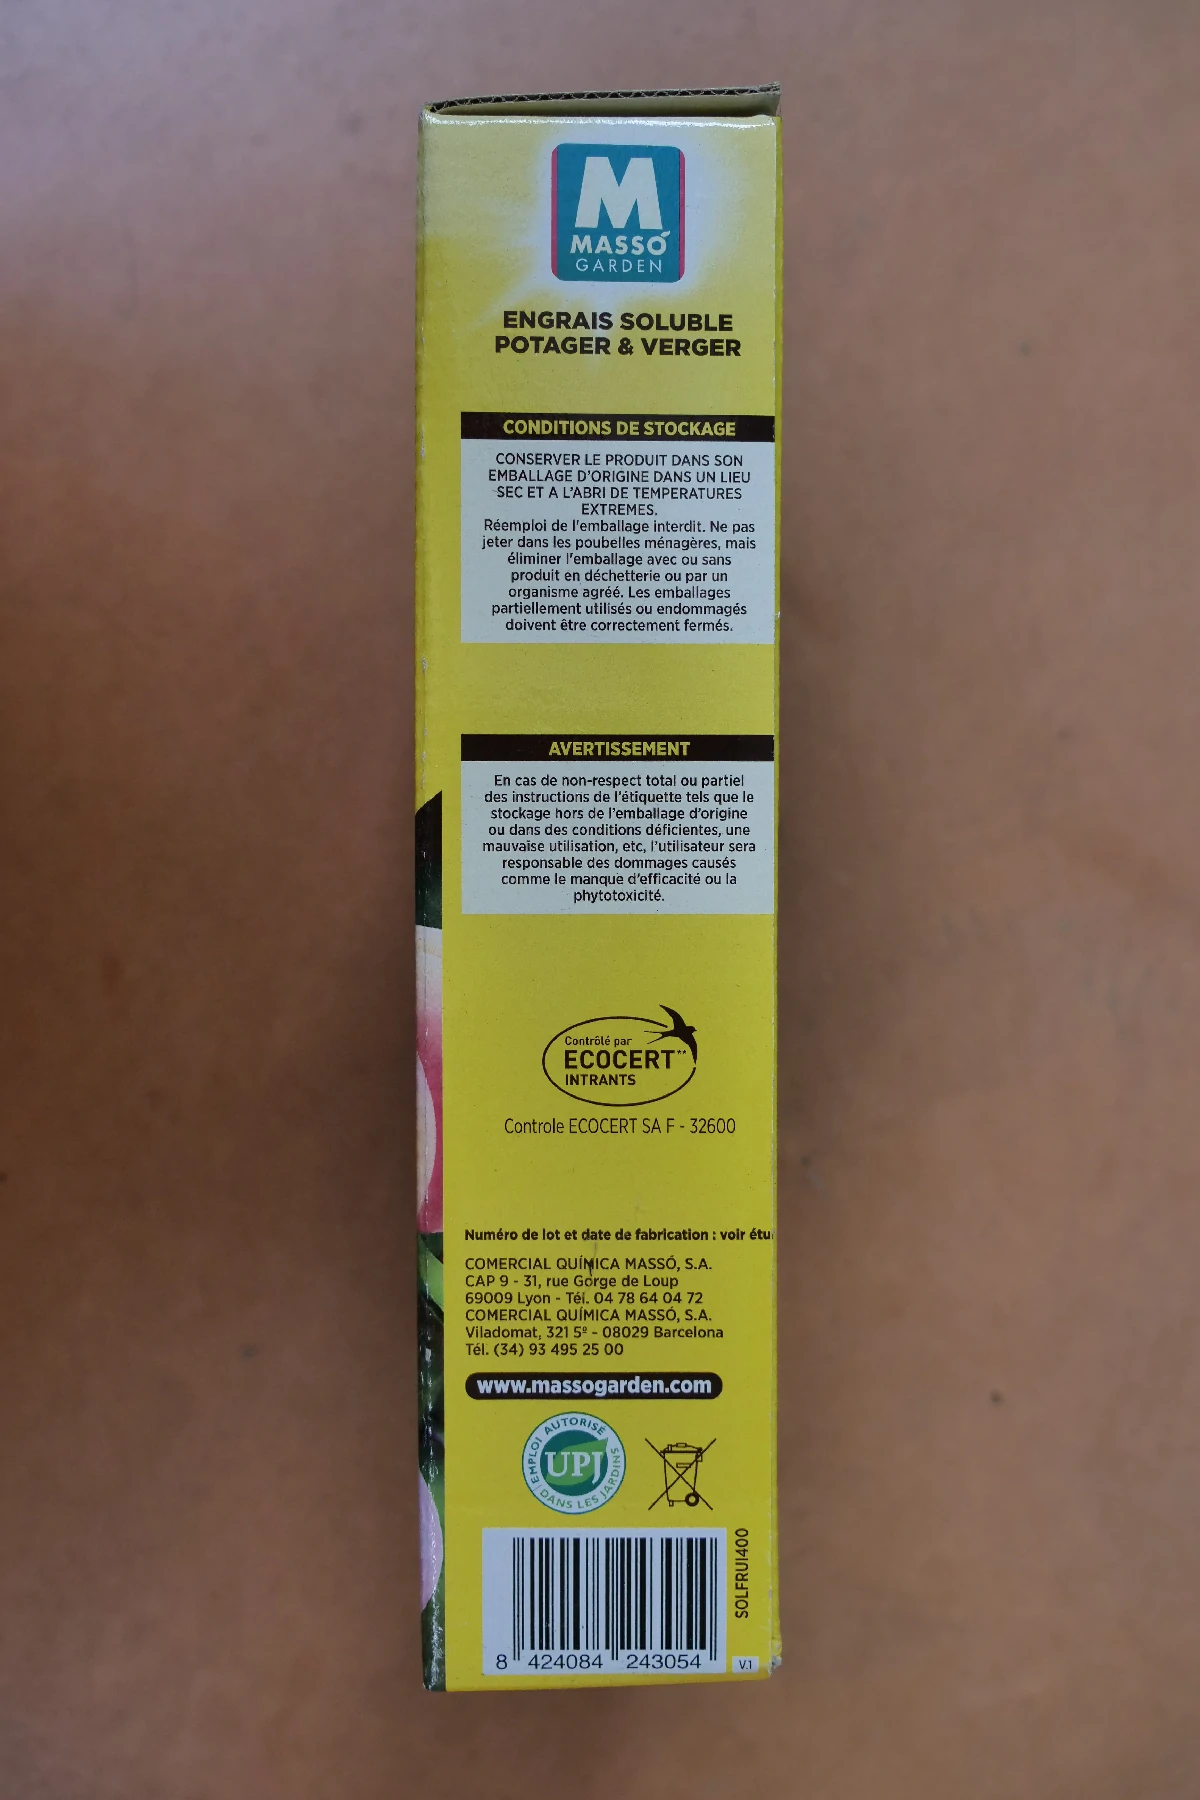 M
MASSÓ
GARDEN
ENGRAIS SOLUBLE
POTAGER & VERGER
CONDITIONS DE STOCKAGE
CONSERVER LE PRODUIT DANS SON
EMBALLAGE D'ORIGINE DANS UN LIEU
SEC ET A L'ABRI DE TEMPERATURES
EXTREMES.
Réemploi de l'emballage interdit. Ne pas
jeter dans les poubelles ménagères, mais
éliminer l'emballage avec ou sans
produit en déchetterie ou par un
organisme agréé. Les emballages
partiellement utilisés ou endommagés
doivent être correctement fermés.
AVERTISSEMENT
En cas de non-respect total ou partiel
des instructions de l'étiquette tels que le
stockage hors de l'emballage d'origine
ou dans des conditions déficientes, une
mauvaise utilisation, etc, l'utilisateur sera
responsable des dommages causés
comme le manque d'efficacité ou la
phytotoxicité.
Contrôlé par
ECOCERT**
INTRANTS
Controle ECOCERT SA F - 32600
Numéro de lot et date de fabrication : voir étu
COMERCIAL QUÍMICA MASSÓ, S.A.
CAP 9 - 31, rue Gorge de Loup
69009 Lyon - Tél. 04 78 64 04 72
COMERCIAL QUÍMICA MASSÓ, S.A.
Viladomat, 321 5º - 08029 Barcelona
Tél. (34) 93 495 25 00
www.massogarden.com
EMPLOI AUTORISÉ
UPJ
DANS LES JARDINS
SOLFRUI400
8 424084 243054
V.1